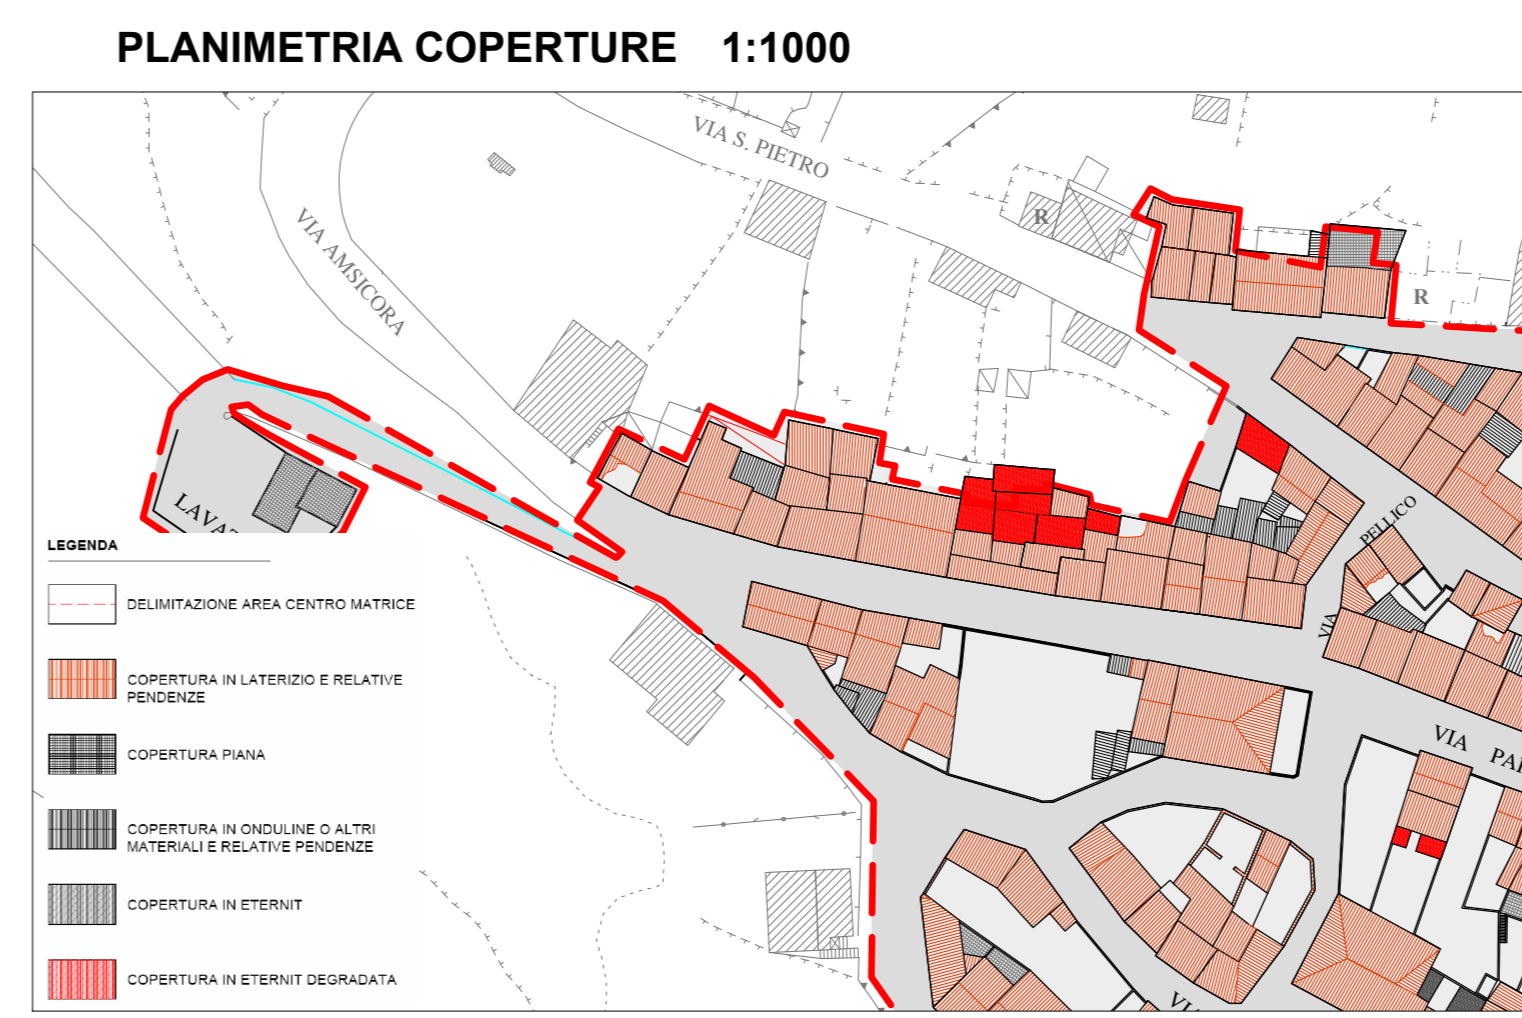 PLANIMETRIA COPERTURE 1:1000
VIA S. PIETRO
VIA AMSICORA
R
R
LEGENDA
DELIMITAZIONE AREA CENTRO MATRICE
COPERTURA IN LATERIZIO E RELATIVE
PENDENZE
COPERTURA PIANA
COPERTURA IN ONDULINE O ALTRI
MATERIALI E RELATIVE PENDENZE
COPERTURA IN ETERNIT
COPERTURA IN ETERNIT DEGRADATA
VIA PELLICO
VIA
VIA